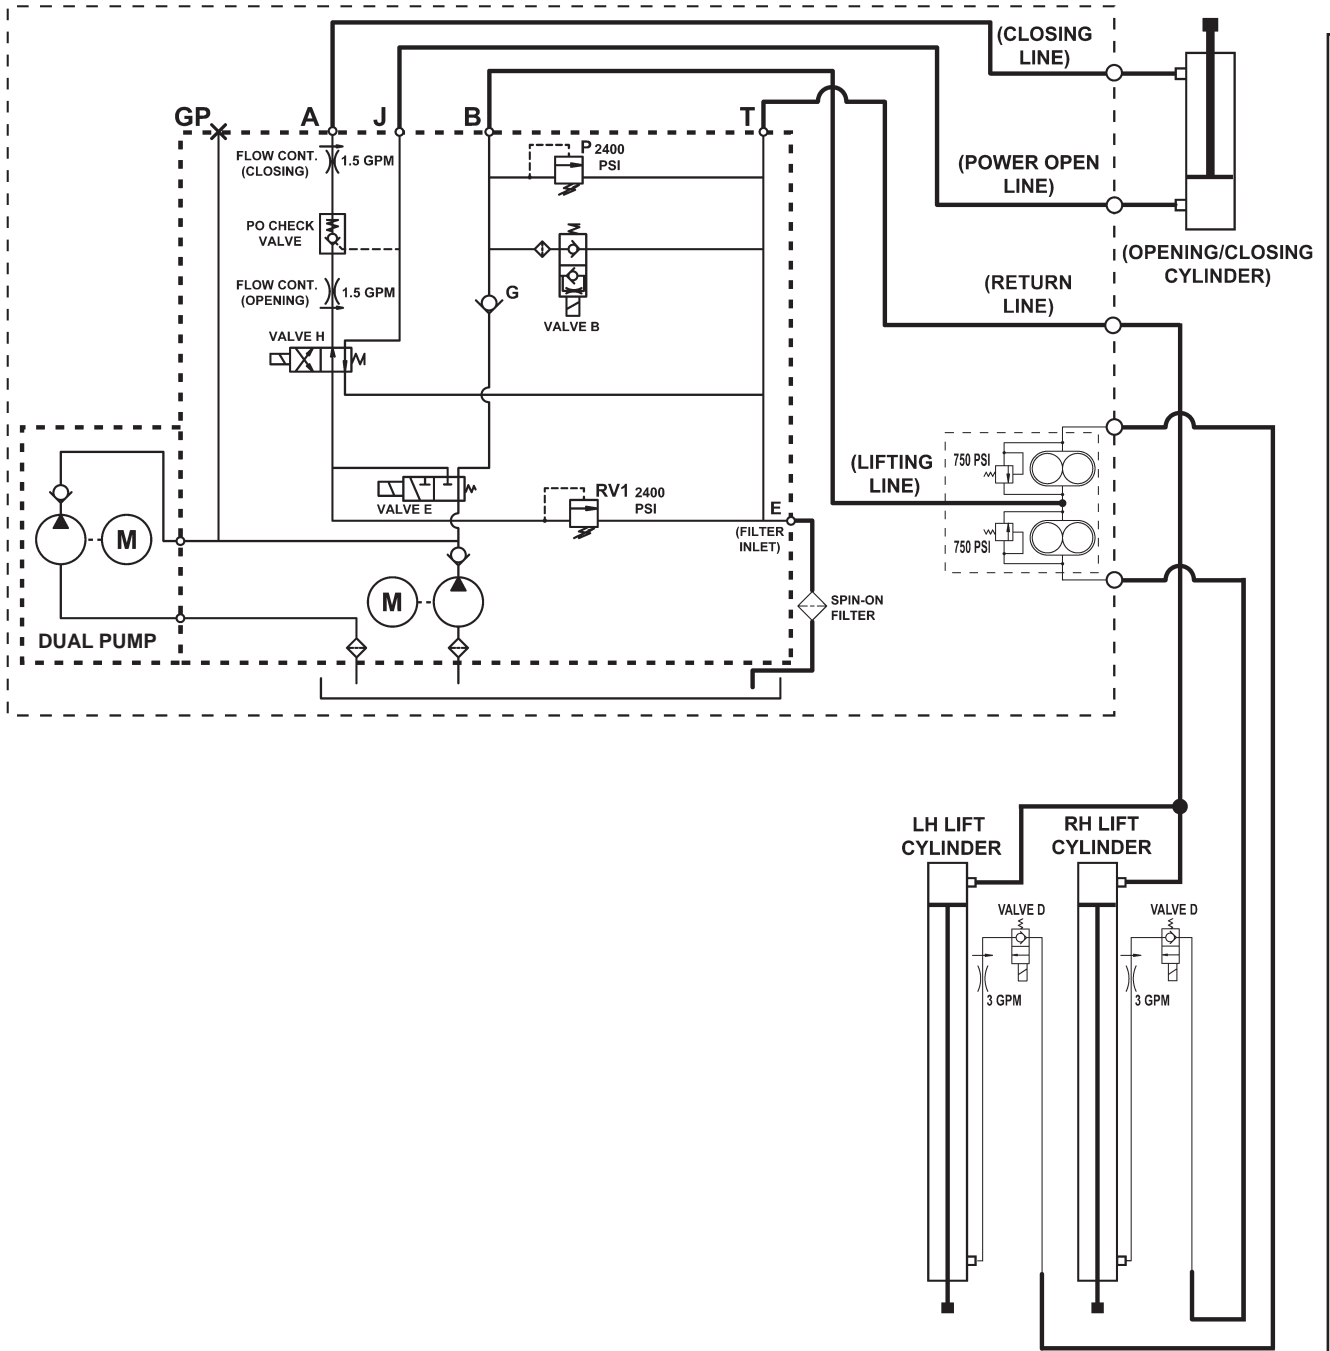 (CLOSING
LINE)
GP
A
J
B
T
FLOW CONT.
(CLOSING)
1.5 GPM
P 2400
PSI
(POWER OPEN
LINE)
PO CHECK
VALVE
(OPENING/CLOSING
CYLINDER)
FLOW CONT.
(OPENING)
1.5 GPM
G
(RETURN
LINE)
VALVE B
VALVE H
750 PSI
(LIFTING
LINE)
VALVE E
RV1 2400
PSI
E
(FILTER
INLET)
750 PSI
M
M
SPIN-ON
FILTER
DUAL PUMP
LH LIFT
CYLINDER
RH LIFT
CYLINDER
VALVE D
VALVE D
3 GPM
3 GPM